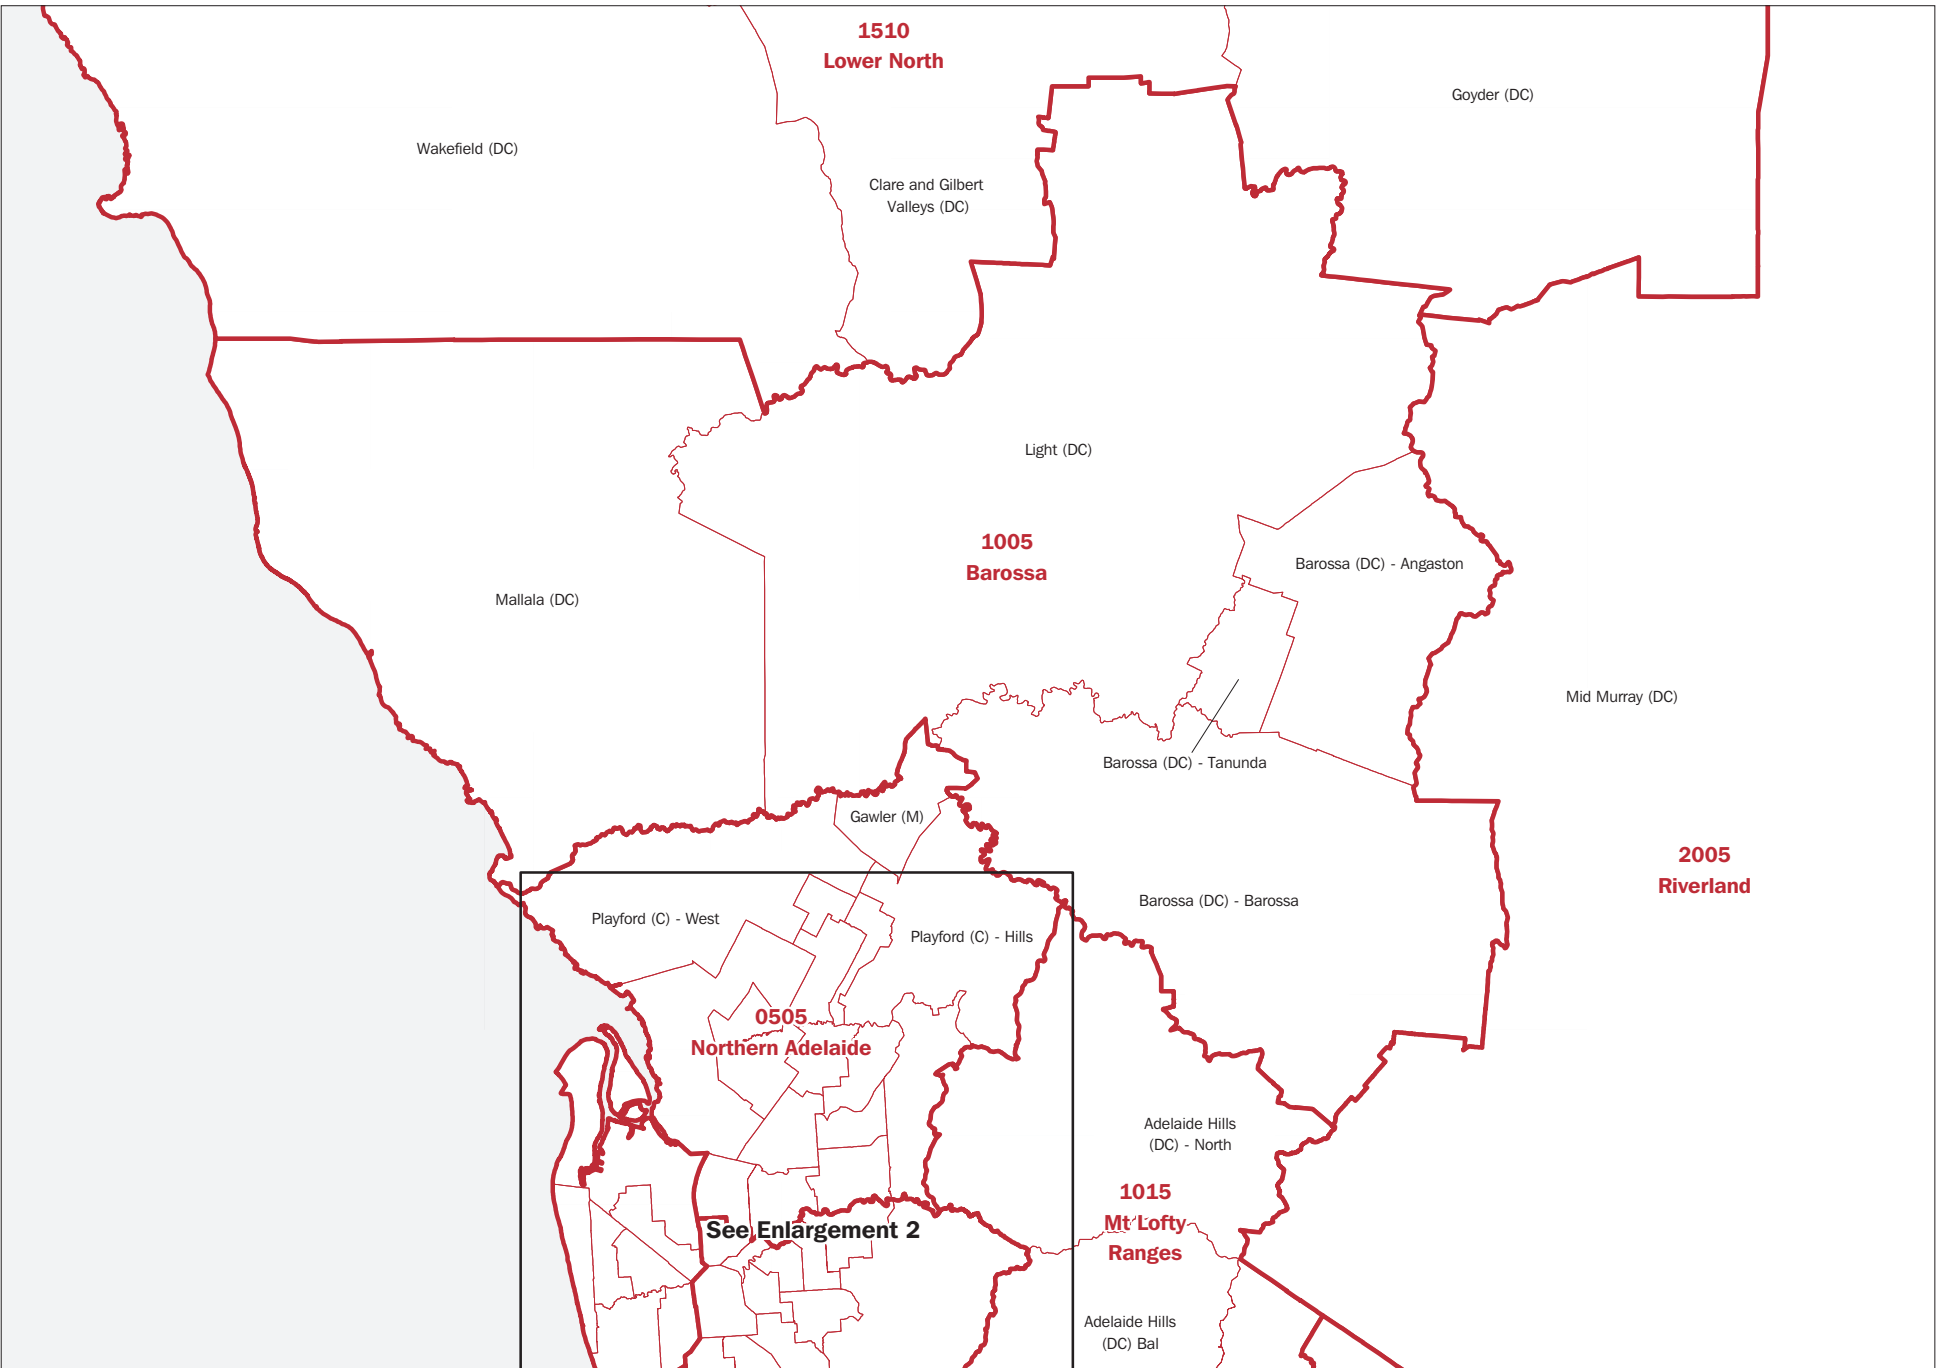 1510
Lower North
Goyder (DC)
Wakefield (DC)
Clare and Gilbert
Valleys (DC)
Light (DC)
1005
Barossa
Barossa (DC) - Angaston
Mallala (DC)
Mid Murray (DC)
Barossa (DC) - Tanunda
Gawler (M)
2005
Riverland
Barossa (DC) - Barossa
Playford (C) - West
Playford (C) - Hills
0505
Northern Adelaide
Adelaide Hills
(DC) - North
1015
Mt Lofty
Ranges
See Enlargement 2
Adelaide Hills
(DC) Bal